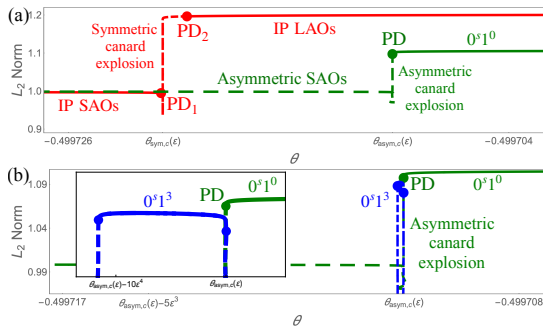 (a)
1.2
1.1
1.0
0.9
L₂ Norm
Symmetric
canard
explosion
PD₂
IP LAOs
PD
0ˢ1⁰
IP SAOs
Asymmetric SAOs
PD₁
Asymmetric
canard
explosion
-0.499726
θsym,c(ε)
θasym,c(ε)
-0.499704
θ
(b)
1.09
1.04
0.99
L₂ Norm
0ˢ1³
PD
0ˢ1⁰
θasym,c(ε)-10ε⁴
θasym,c(ε)
0ˢ1³
PD
0ˢ1⁰
Asymmetric
canard
explosion
-0.499717
θasym,c(ε)-5ε³
θasym,c(ε)
-0.499708
θ